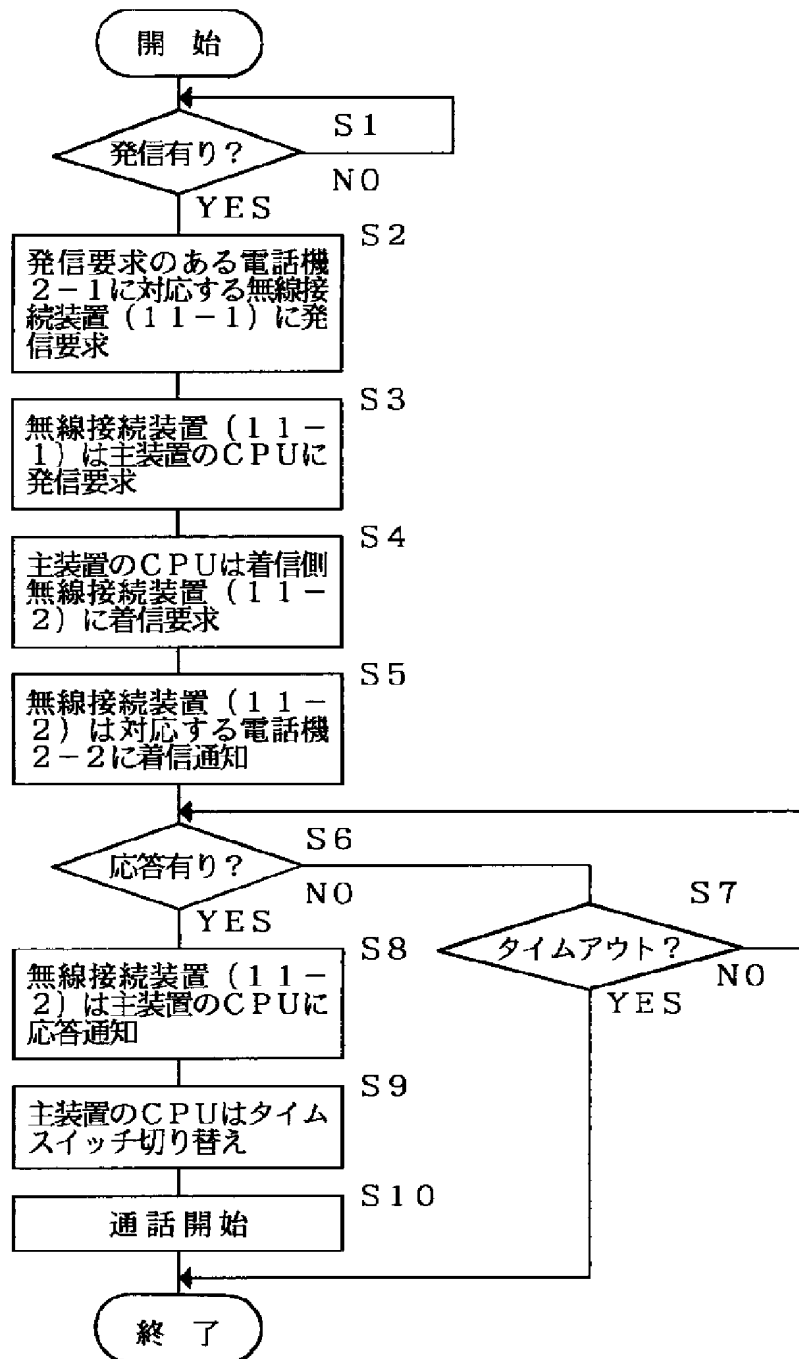 開 始
S1
発信有り？
NO
YES
S2
発信要求のある電話機
２－１に対応する無線接
続装置（１１－１）に発
信要求
S3
無線接続装置（１１－
１）は主装置のＣＰＵに
発信要求
S4
主装置のＣＰＵは着信側
無線接続装置（１１－
２）に着信要求
S5
無線接続装置（１１－
２）は対応する電話機
２－２に着信通知
S6
応答有り？
NO
YES
S7
タイムアウト？
NO
YES
S8
無線接続装置（１１－
２）は主装置のＣＰＵに
応答通知
S9
主装置のＣＰＵはタイム
スイッチ切り替え
S10
通話開始
終 了